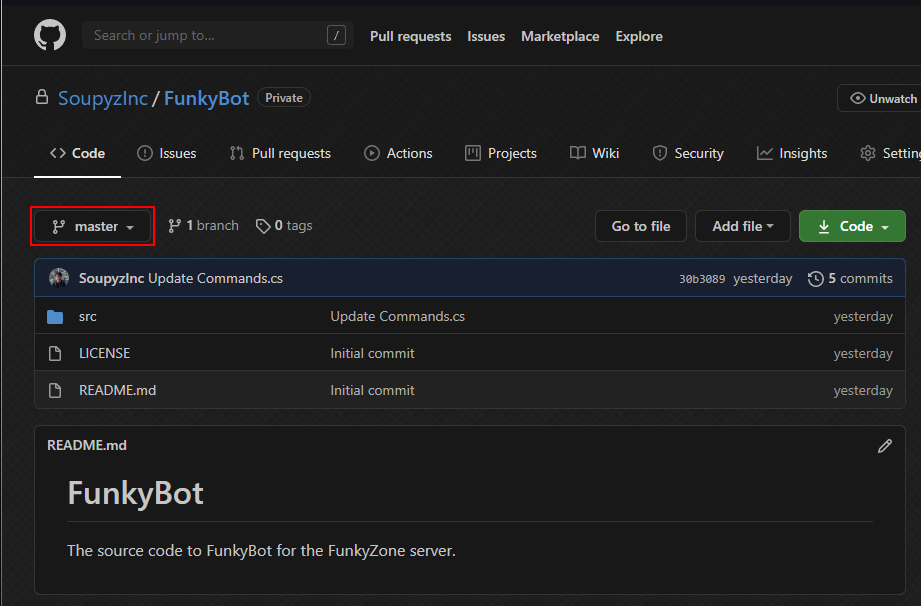 Search or jump to... / Pull requests Issues Marketplace Explore
SoupyzInc / FunkyBot Private Unwatch
Code Issues Pull requests Actions Projects Wiki Security Insights Settin
master 1 branch 0 tags Go to file Add file Code
SoupyzInc Update Commands.cs 30b3089 yesterday 5 commits
src Update Commands.cs yesterday
LICENSE Initial commit yesterday
README.md Initial commit yesterday
README.md
FunkyBot
The source code to FunkyBot for the FunkyZone server.